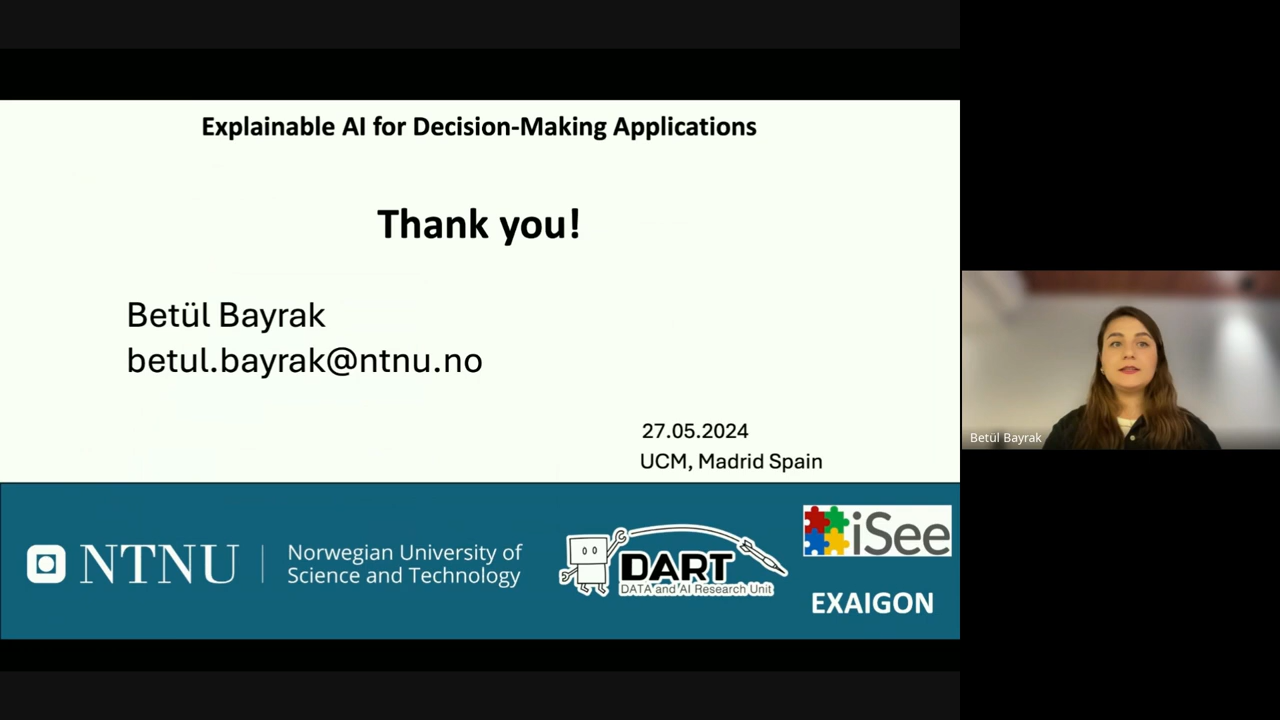 Explainable AI for Decision-Making Applications
Thank you!
Betül Bayrak
betul.bayrak@ntnu.no
27.05.2024
UCM, Madrid Spain
NTNU
Norwegian University of
Science and Technology
DART
DATA and AI Research Unit
iSee
EXAIGON
Betül Bayrak